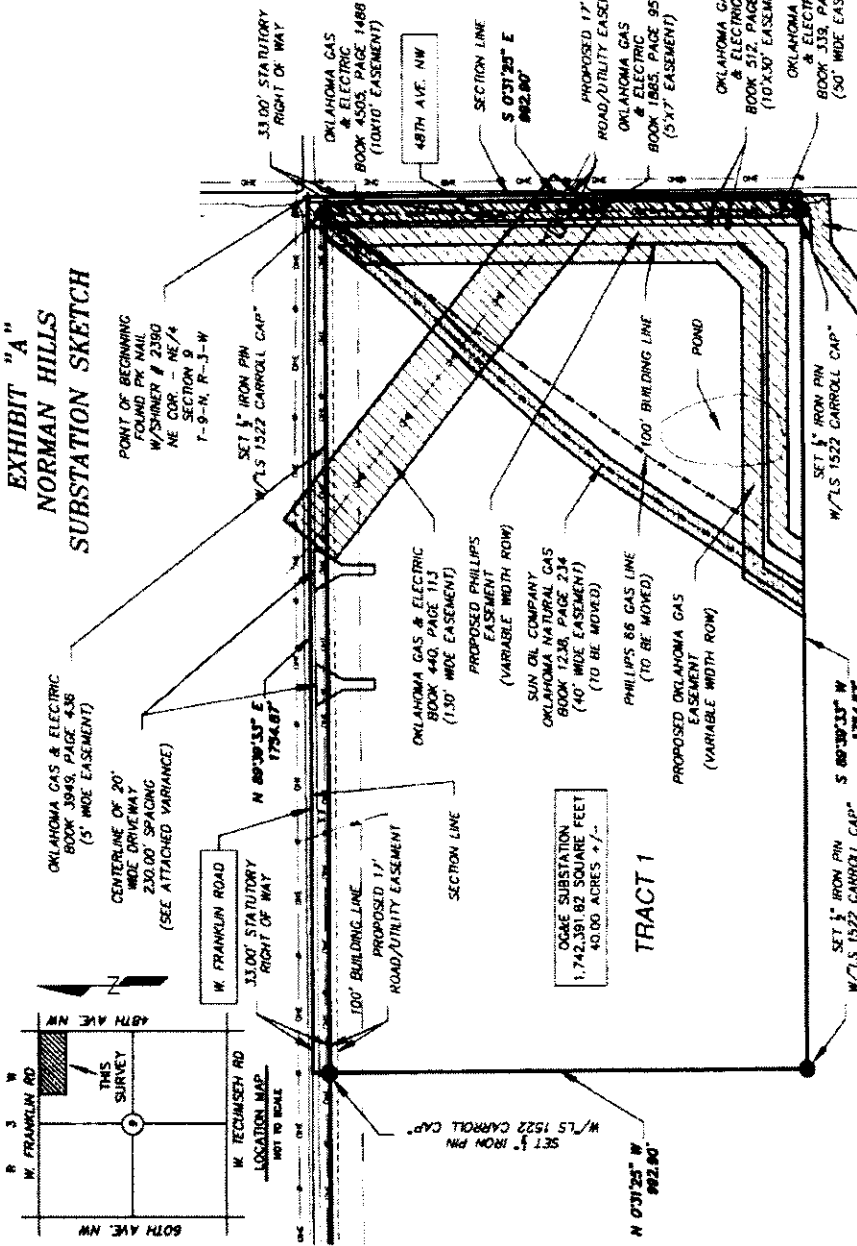 EXHIBIT "A"
NORMAN HILLS
SUBSTATION SKETCH
R 3 W
W. FRANKLIN RD
60TH AVE. NW
48TH AVE. NW
THIS
SURVEY
9
W. TECUMSEH RD
LOCATION MAP
NOT TO SCALE
N
OKLAHOMA GAS & ELECTRIC
BOOK 3949, PAGE 436
(5' WIDE EASEMENT)
CENTERLINE OF 20'
WIDE DRIVEWAY
230.00' SPACING
(SEE ATTACHED VARIANCE)
W. FRANKLIN ROAD
33.00' STATUTORY
RIGHT OF WAY
100' BUILDING LINE
PROPOSED 17'
ROAD/UTILITY EASEMENT
N 89'39'33" E
1754.87'
SECTION LINE
POINT OF BEGINNING
FOUND PK NAIL
W/SHINER # 2390
NE COR. - NE/4
SECTION 9
T-9-N, R-3-W
SET ½" IRON PIN
W/LS 1522 CARROLL CAP"
33.00' STATUTORY
RIGHT OF WAY
OKLAHOMA GAS
& ELECTRIC
BOOK 4505, PAGE 1488
(10X10' EASEMENT)
48TH AVE. NW
SECTION LINE
S 0'31'25" E
992.90'
PROPOSED 17'
ROAD/UTILITY EASE
OKLAHOMA GAS
& ELECTRIC
BOOK 1885, PAGE 95
(5'X7' EASEMENT)
OKLAHOMA GA
& ELECTRIC
BOOK 512, PAGE
(10'X30' EASEM
OKLAHOMA
& ELECT
BOOK 339, PA
(50' WIDE EAS
OKLAHOMA GAS & ELECTRIC
BOOK 440, PAGE 113
(130' WIDE EASEMENT)
PROPOSED PHILLIPS
EASEMENT
(VARIABLE WIDTH ROW)
SUN OIL COMPANY
OKLAHOMA NATURAL GAS
BOOK 1238, PAGE 234
(40' WIDE EASEMENT)
(TO BE MOVED)
PHILLIPS 66 GAS LINE
(TO BE MOVED)
PROPOSED OKLAHOMA GAS
EASEMENT
(VARIABLE WIDTH ROW)
100' BUILDING LINE
POND
OG&E SUBSTATION
1,742,391.82 SQUARE FEET
40.00 ACRES +/-
TRACT 1
SET ½" IRON PIN
W/LS 1522 CARROLL CAP"
N 0'31'25" W
992.90'
SET ½" IRON PIN
W/LS 1522 CARROLL CAP"
S 89'39'33" W
SET ½" IRON PIN
W/LS 1522 CARROLL CAP"